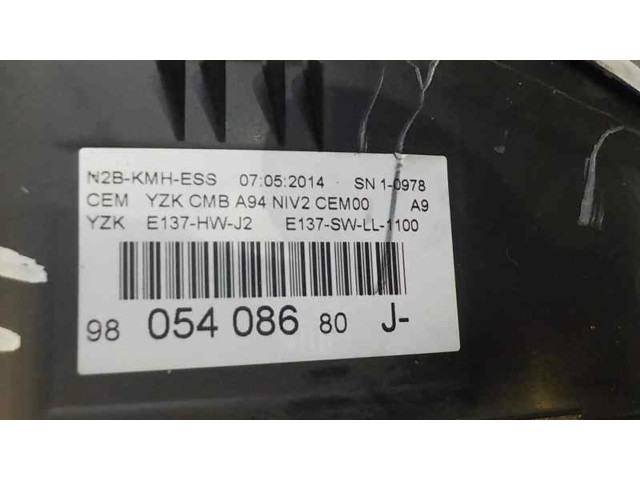 N2B-KMH-ESS 07:05:2014 SN 1-0978
CEM YZK CMB A94 NIV2 CEM00 A9
YZK E137-HW-J2 E137-SW-LL-1100
98 054 086 80 J-